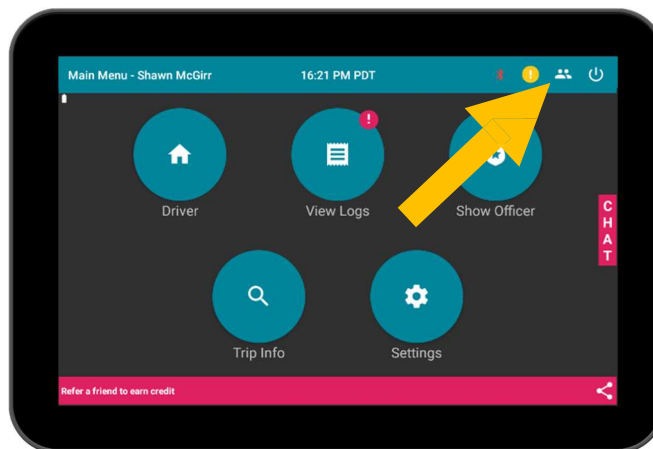 Main Menu - Shawn McGirr
16:21 PM PDT
Driver
View Logs
Show Officer
CHAT
Trip Info
Settings
Refer a friend to earn credit